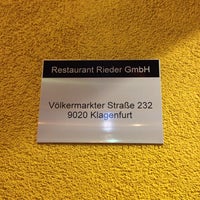 Restaurant Rieder GmbH
Völkermarkter Straße 232
9020 Klagenfurt